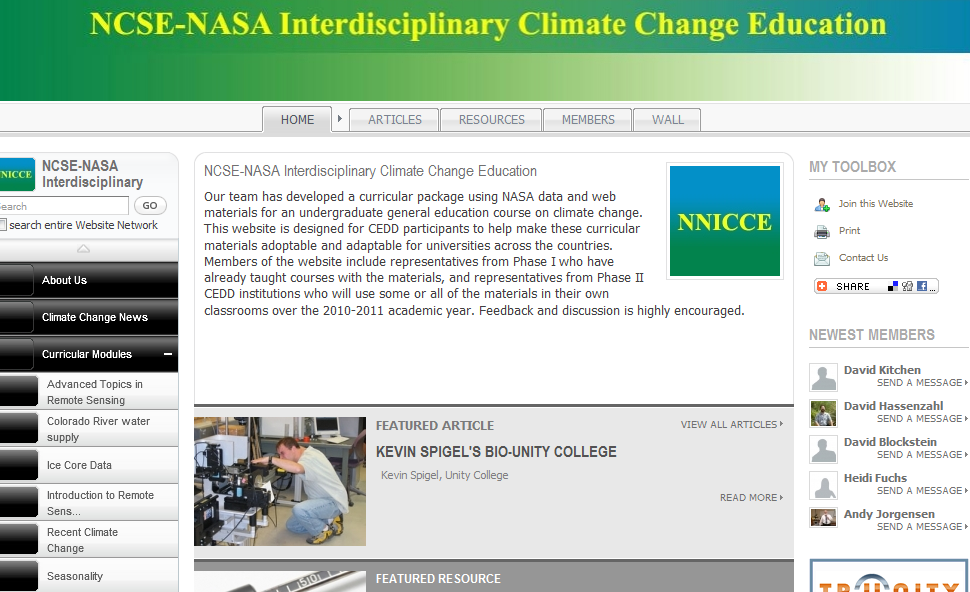 NCSE-NASA Interdisciplinary Climate Change Education
HOME
ARTICLES
RESOURCES
MEMBERS
WALL
NNICCE
NCSE-NASA
Interdisciplinary
Search
GO
search entire Website Network
About Us
Climate Change News
Curricular Modules
Advanced Topics in
Remote Sensing
Colorado River water
supply
Ice Core Data
Introduction to Remote
Sens...
Recent Climate
Change
Seasonality
NCSE-NASA Interdisciplinary Climate Change Education
Our team has developed a curricular package using NASA data and web
materials for an undergraduate general education course on climate change.
This website is designed for CEDD participants to help make these curricular
materials adoptable and adaptable for universities across the countries.
Members of the website include representatives from Phase I who have
already taught courses with the materials, and representatives from Phase II
CEDD institutions who will use some or all of the materials in their own
classrooms over the 2010-2011 academic year. Feedback and discussion is highly encouraged.
NNICCE
FEATURED ARTICLE
VIEW ALL ARTICLES
KEVIN SPIGEL'S BIO-UNITY COLLEGE
Kevin Spigel, Unity College
READ MORE
FEATURED RESOURCE
MY TOOLBOX
Join this Website
Print
Contact Us
SHARE
NEWEST MEMBERS
David Kitchen
SEND A MESSAGE
David Hassenzahl
SEND A MESSAGE
David Blockstein
SEND A MESSAGE
Heidi Fuchs
SEND A MESSAGE
Andy Jorgensen
SEND A MESSAGE